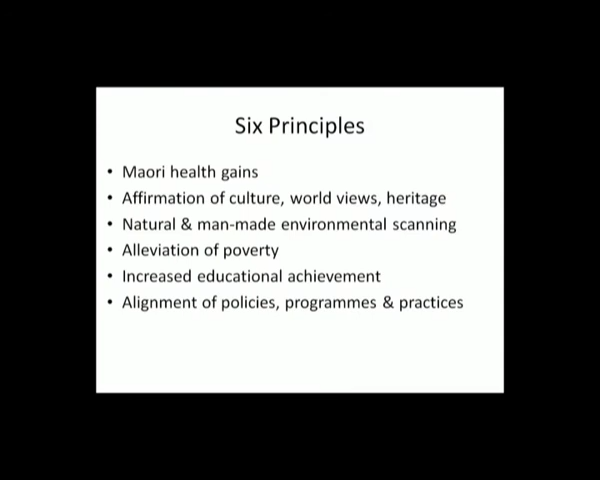 Six Principles
• Maori health gains
• Affirmation of culture, world views, heritage
• Natural & man-made environmental scanning
• Alleviation of poverty
• Increased educational achievement
• Alignment of policies, programmes & practices